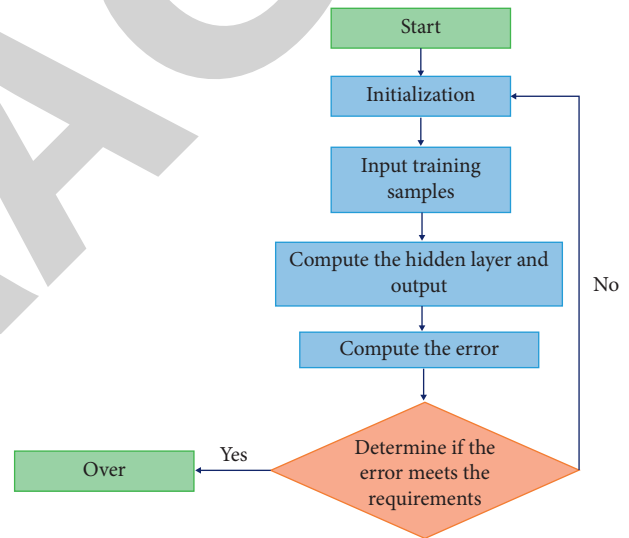 Start
Initialization
Input training
samples
Compute the hidden layer and
output
No
Compute the error
Determine if the
error meets the
requirements
Yes
Over